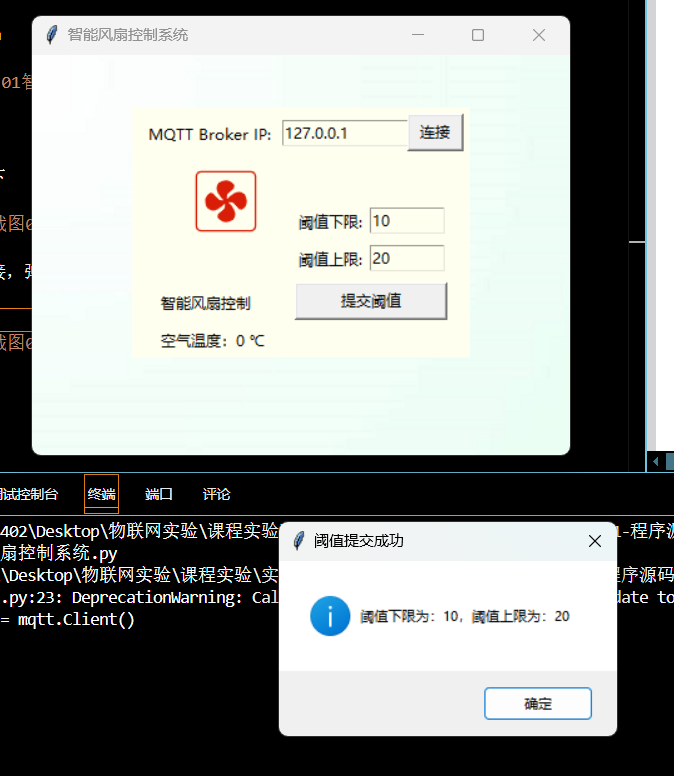 智能风扇控制系统
01智
MQTT Broker IP: 127.0.0.1 连接
截图0
阈值下限: 10
接，弹
阈值上限: 20
智能风扇控制 提交阈值
截图0
空气温度：0 ℃
调试控制台 终端 端口 评论
402\Desktop\物联网实验\课程实验 1-程序源
扇控制系统.py
\Desktop\物联网实验\课程实验\实 程序源码
.py:23: DeprecationWarning: Cal date to
= mqtt.Client()
阈值提交成功
阈值下限为：10，阈值上限为：20
确定